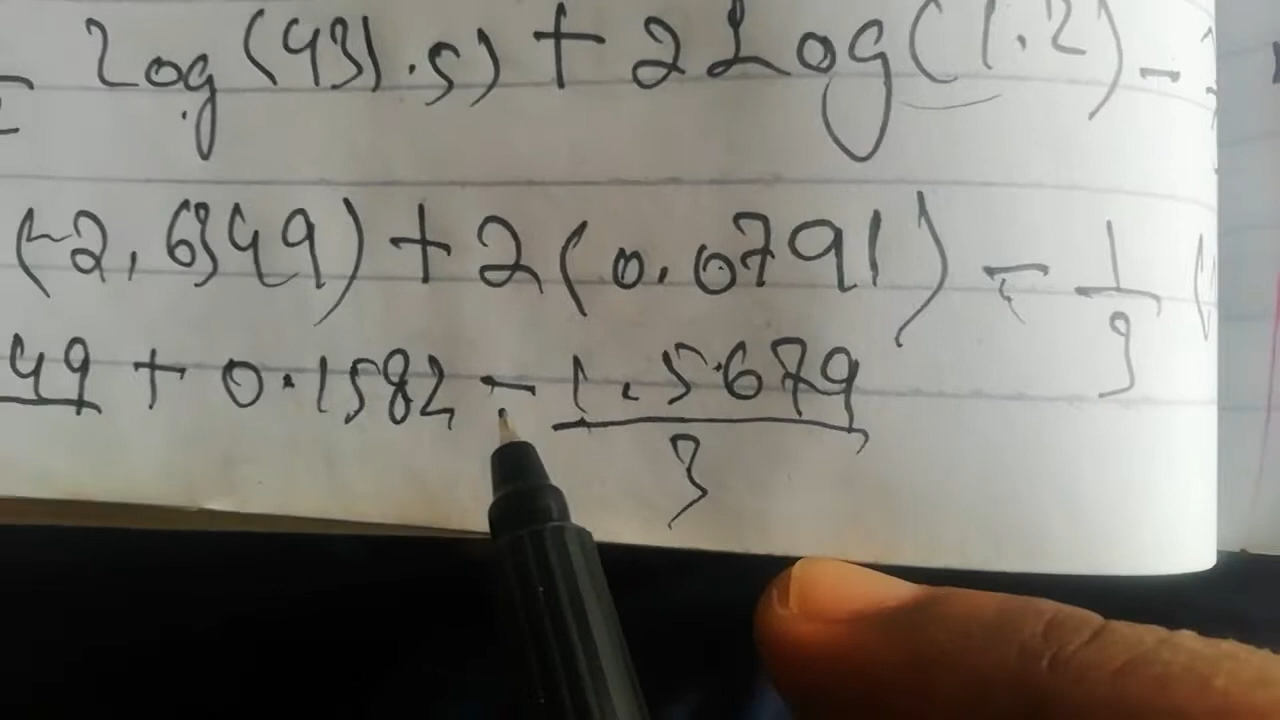 = Log(431.5) + 2Log(1.2) -
(-2,6349) + 2(0.0791) - 1/3 (
49 + 0.1582 - 1.5679/3